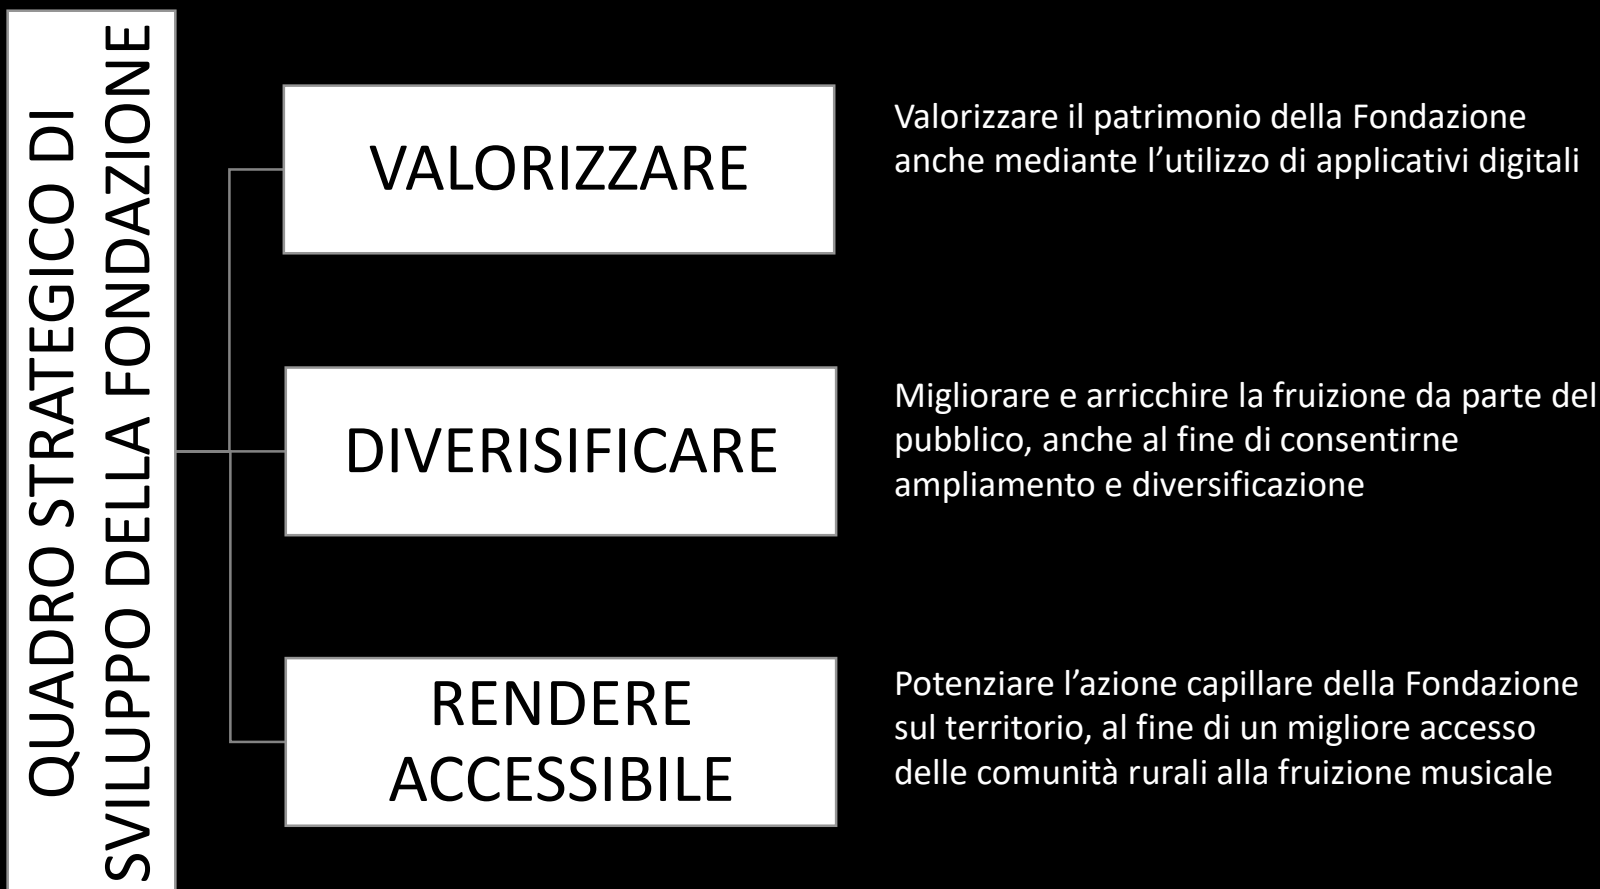 QUADRO STRATEGICO DI
SVILUPPO DELLA FONDAZIONE
VALORIZZARE
Valorizzare il patrimonio della Fondazione
anche mediante l’utilizzo di applicativi digitali
DIVERISIFICARE
Migliorare e arricchire la fruizione da parte del
pubblico, anche al fine di consentirne
ampliamento e diversificazione
RENDERE
ACCESSIBILE
Potenziare l’azione capillare della Fondazione
sul territorio, al fine di un migliore accesso
delle comunità rurali alla fruizione musicale